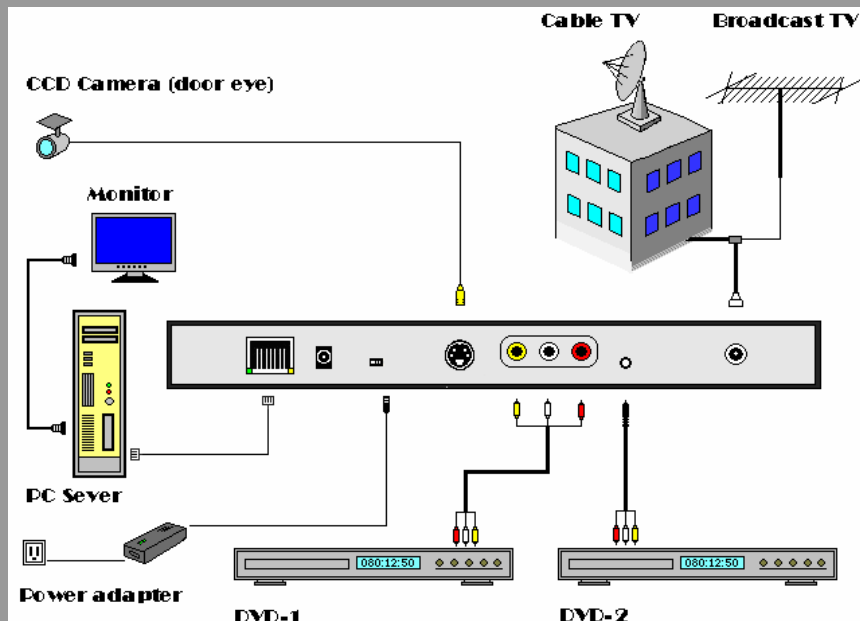 Cable TV
Broadcast TV
CCD Camera (door eye)
Monitor
PC Sever
Power adapter
080:12:50
080:12:50
DVD-1
DVD-2